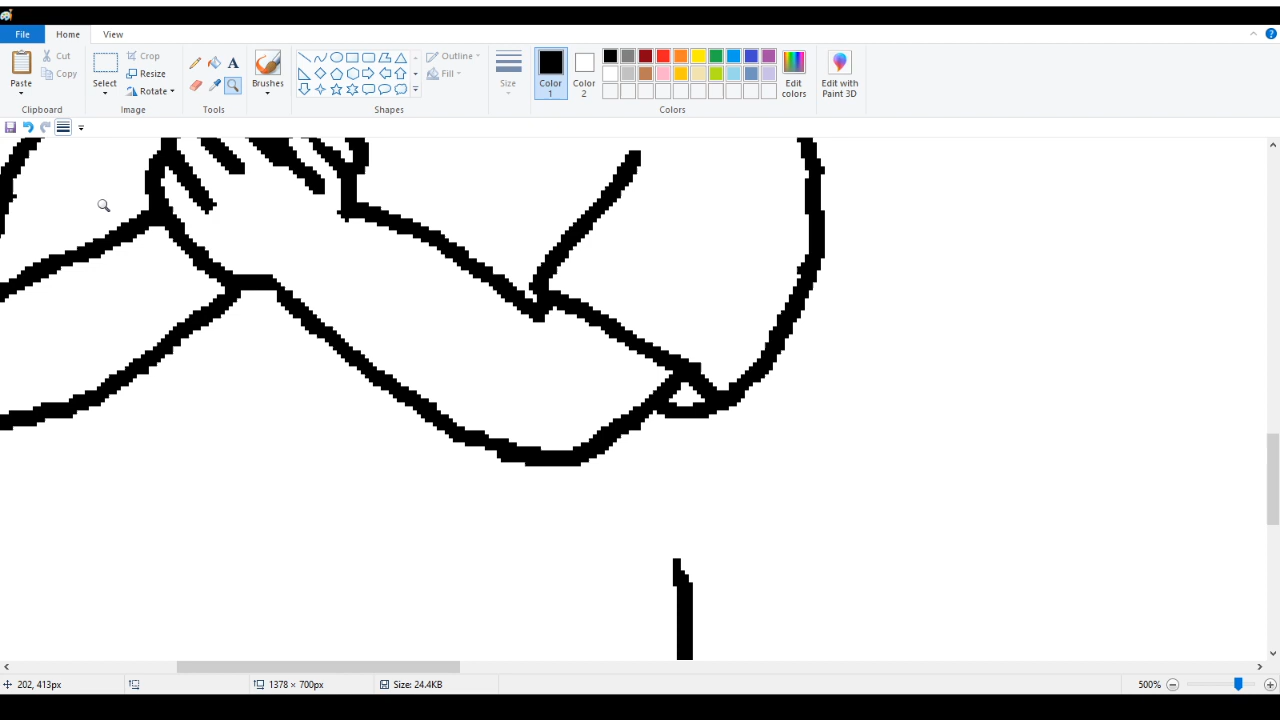 File Home View
Cut Crop Outline
Copy Resize Fill
Paste Select Rotate A Brushes Size Color Color Edit Edit with
1 2 colors Paint 3D
Clipboard Image Tools Shapes Colors
202, 413px 1378 × 700px Size: 24.4KB 500%